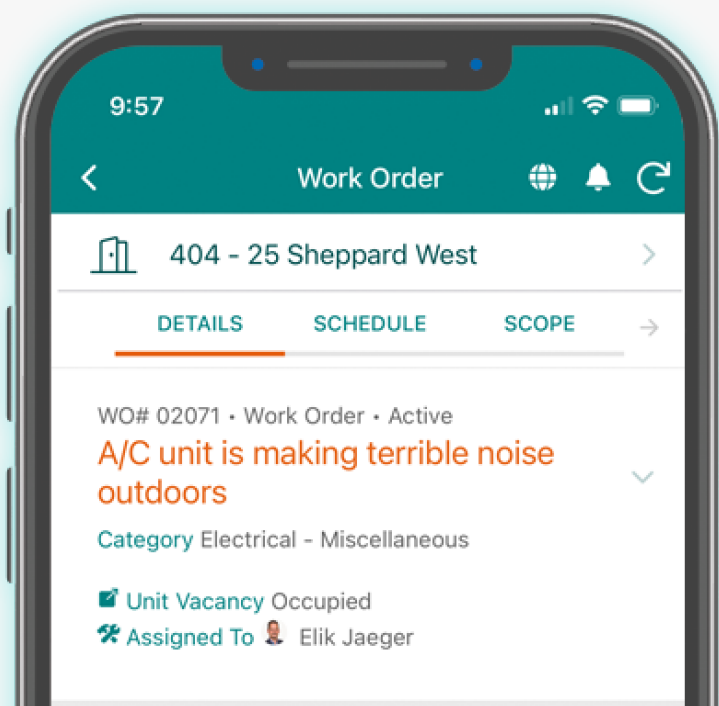 9:57
Work Order
404 - 25 Sheppard West
DETAILS SCHEDULE SCOPE
WO# 02071 • Work Order • Active
A/C unit is making terrible noise
outdoors
Category Electrical - Miscellaneous
Unit Vacancy Occupied
Assigned To Elik Jaeger